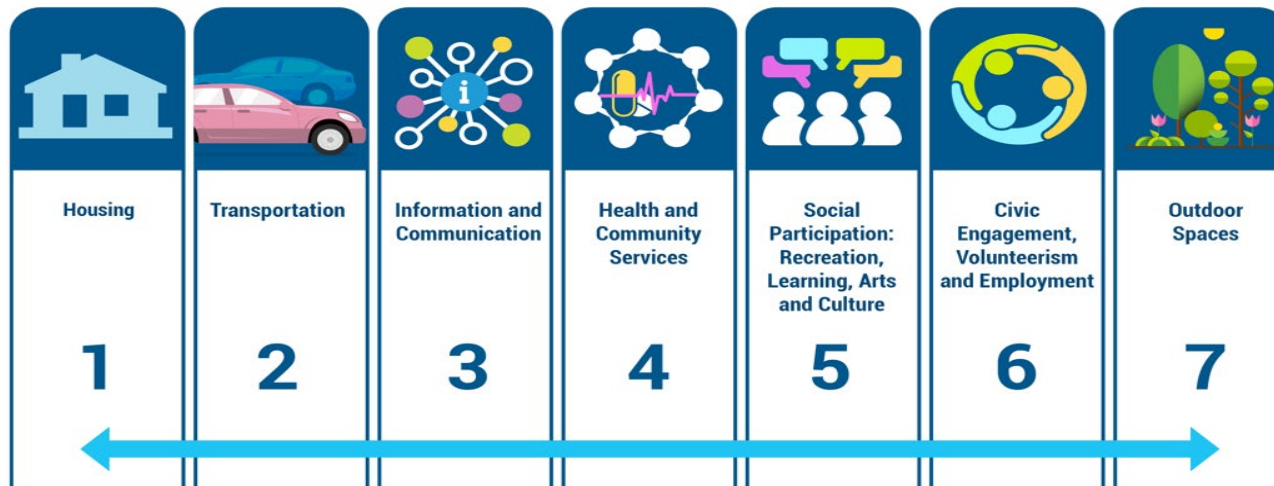 i
Housing
1
Transportation
2
Information and
Communication
3
Health and
Community
Services
4
Social
Participation:
Recreation,
Learning, Arts
and Culture
5
Civic
Engagement,
Volunteerism
and Employment
6
Outdoor
Spaces
7